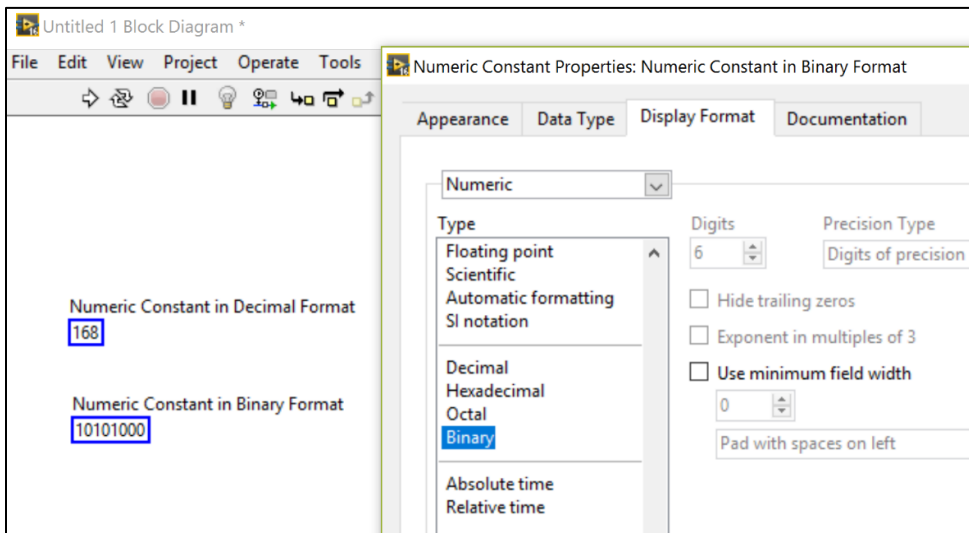 Untitled 1 Block Diagram *
File Edit View Project Operate Tools
Numeric Constant in Decimal Format
168
Numeric Constant in Binary Format
10101000
Numeric Constant Properties: Numeric Constant in Binary Format
Appearance Data Type Display Format Documentation
Numeric
Type
Floating point
Scientific
Automatic formatting
SI notation
Decimal
Hexadecimal
Octal
Binary
Absolute time
Relative time
Digits Precision Type
6 Digits of precision
Hide trailing zeros
Exponent in multiples of 3
Use minimum field width
0
Pad with spaces on left